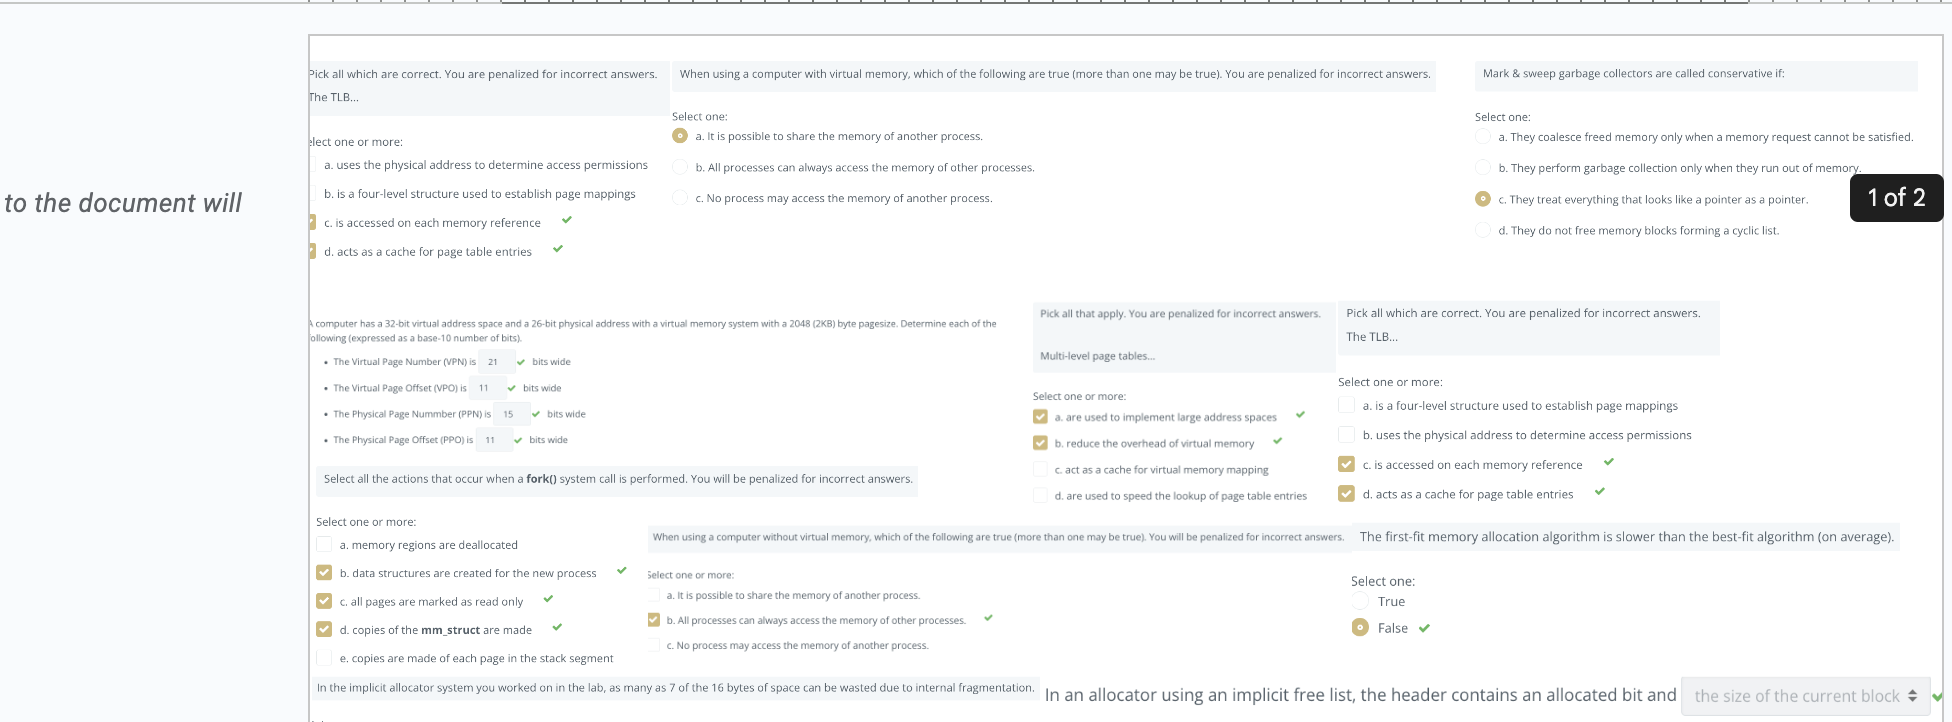 to the document will
1 of 2
Pick all which are correct. You are penalized for incorrect answers.
The TLB...
elect one or more:
a. uses the physical address to determine access permissions
b. is a four-level structure used to establish page mappings
c. is accessed on each memory reference
d. acts as a cache for page table entries
When using a computer with virtual memory, which of the following are true (more than one may be true). You are penalized for incorrect answers.
Select one:
a. It is possible to share the memory of another process.
b. All processes can always access the memory of other processes.
c. No process may access the memory of another process.
Mark & sweep garbage collectors are called conservative if:
Select one:
a. They coalesce freed memory only when a memory request cannot be satisfied.
b. They perform garbage collection only when they run out of memory.
c. They treat everything that looks like a pointer as a pointer.
d. They do not free memory blocks forming a cyclic list.
A computer has a 32-bit virtual address space and a 26-bit physical address with a virtual memory system with a 2048 (2KB) byte pagesize. Determine each of the
ollowing (expressed as a base-10 number of bits).
• The Virtual Page Number (VPN) is 21 bits wide
• The Virtual Page Offset (VPO) is 11 bits wide
• The Physical Page Nummber (PPN) is 15 bits wide
• The Physical Page Offset (PPO) is 11 bits wide
Pick all that apply. You are penalized for incorrect answers.
Multi-level page tables...
Select one or more:
a. are used to implement large address spaces
b. reduce the overhead of virtual memory
c. act as a cache for virtual memory mapping
d. are used to speed the lookup of page table entries
Pick all which are correct. You are penalized for incorrect answers.
The TLB...
Select one or more:
a. is a four-level structure used to establish page mappings
b. uses the physical address to determine access permissions
c. is accessed on each memory reference
d. acts as a cache for page table entries
Select all the actions that occur when a fork() system call is performed. You will be penalized for incorrect answers.
Select one or more:
a. memory regions are deallocated
b. data structures are created for the new process
c. all pages are marked as read only
d. copies of the mm_struct are made
e. copies are made of each page in the stack segment
When using a computer without virtual memory, which of the following are true (more than one may be true). You will be penalized for incorrect answers.
Select one or more:
a. It is possible to share the memory of another process.
b. All processes can always access the memory of other processes.
c. No process may access the memory of another process.
The first-fit memory allocation algorithm is slower than the best-fit algorithm (on average).
Select one:
True
False
In the implicit allocator system you worked on in the lab, as many as 7 of the 16 bytes of space can be wasted due to internal fragmentation.
In an allocator using an implicit free list, the header contains an allocated bit and the size of the current block